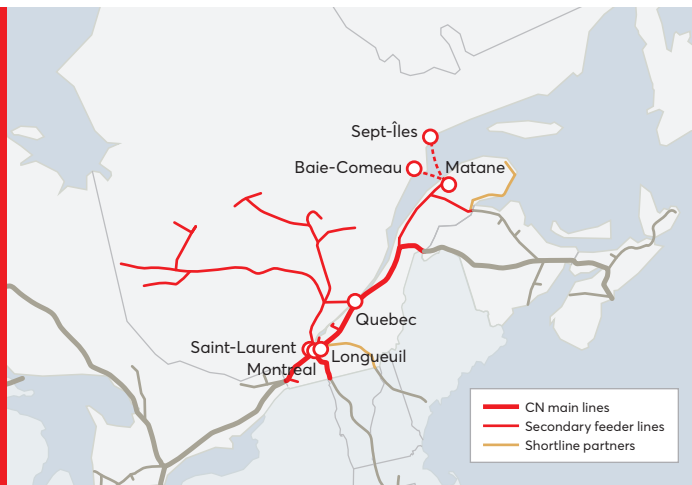 Sept-Îles
Baie-Comeau
Matane
Quebec
Saint-Laurent
Longueuil
Montreal
CN main lines
Secondary feeder lines
Shortline partners